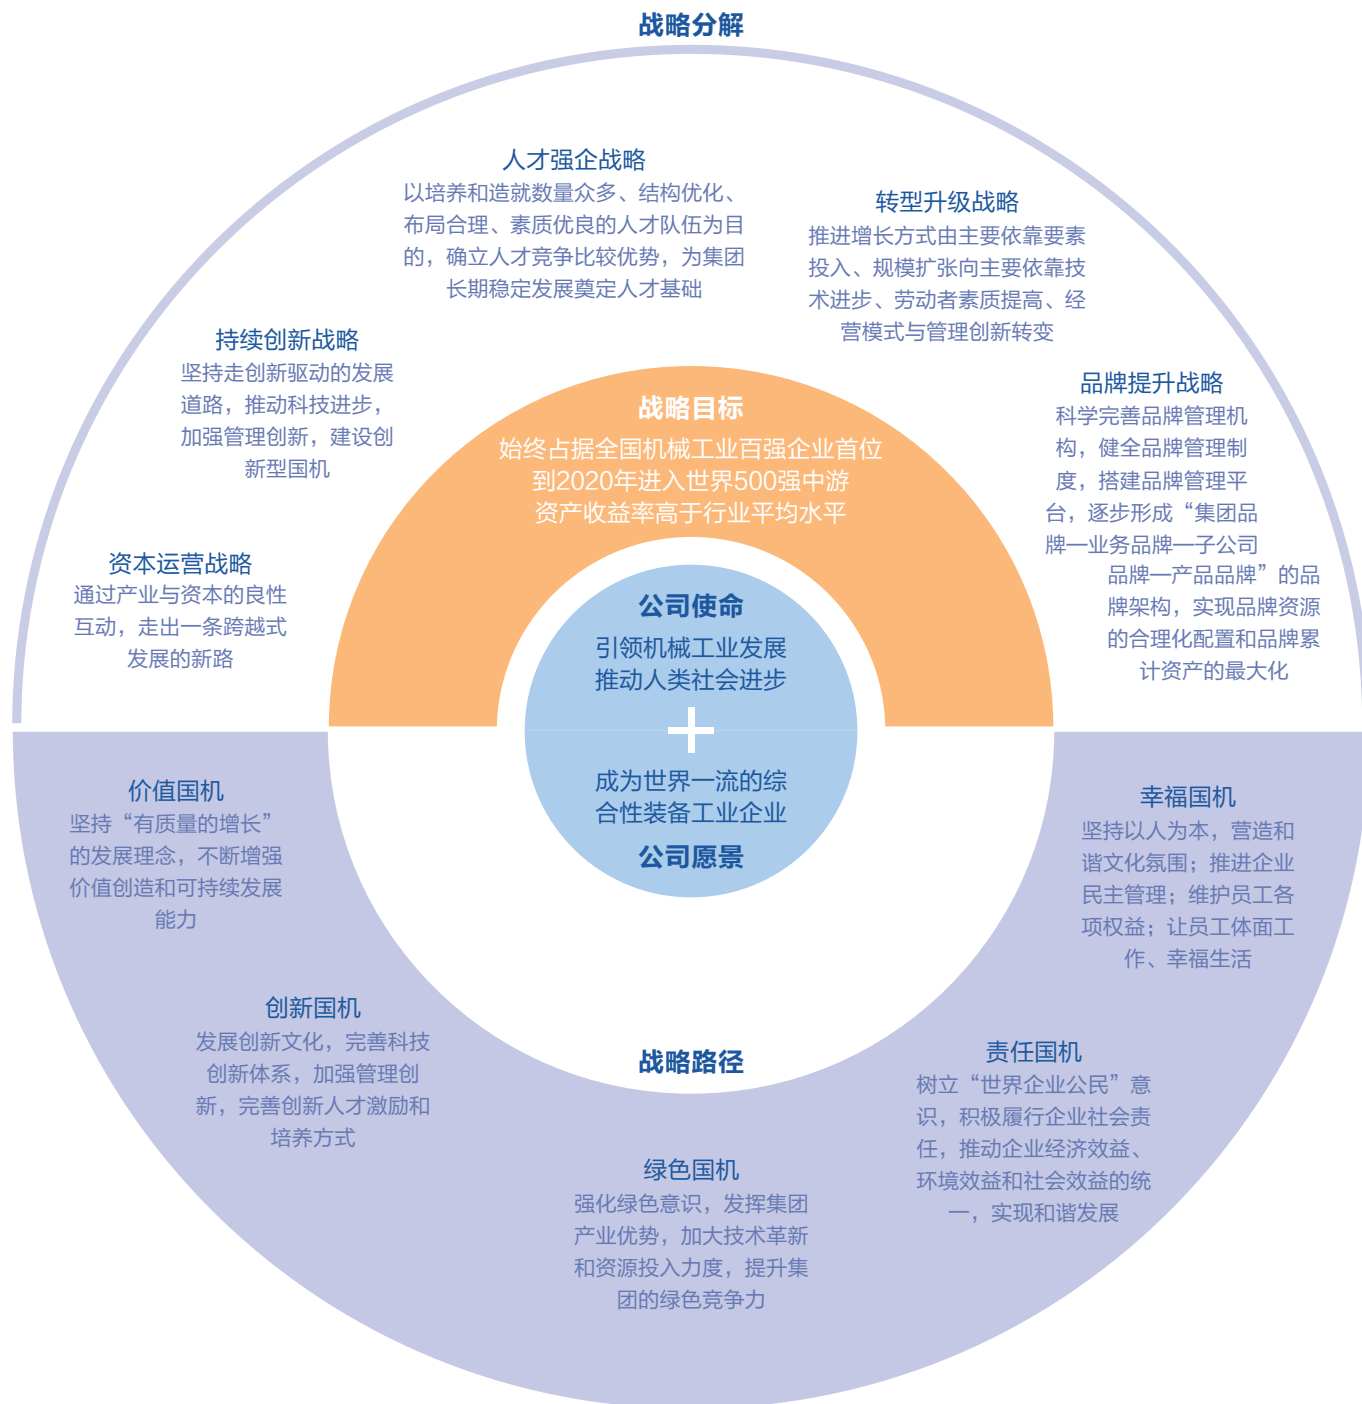 战略分解
人才强企战略
以培养和造就数量众多、结构优化、
布局合理、素质优良的人才队伍为目
的，确立人才竞争比较优势，为集团
长期稳定发展奠定人才基础
转型升级战略
推进增长方式由主要依靠要素
投入、规模扩张向主要依靠技
术进步、劳动者素质提高、经
营模式与管理创新转变
持续创新战略
坚持走创新驱动的发展
道路，推动科技进步，
加强管理创新，建设创
新型国机
品牌提升战略
科学完善品牌管理机
构，健全品牌管理制
度，搭建品牌管理平
台，逐步形成“集团品
牌—业务品牌—子公司
品牌—产品品牌”的品
牌架构，实现品牌资源
的合理化配置和品牌累
计资产的最大化
资本运营战略
通过产业与资本的良性
互动，走出一条跨越式
发展的新路
战略目标
始终占据全国机械工业百强企业首位
到2020年进入世界500强中游
资产收益率高于行业平均水平
公司使命
引领机械工业发展
推动人类社会进步
成为世界一流的综
合性装备工业企业
公司愿景
价值国机
坚持“有质量的增长”
的发展理念，不断增强
价值创造和可持续发展
能力
创新国机
发展创新文化，完善科技
创新体系，加强管理创
新，完善创新人才激励和
培养方式
战略路径
绿色国机
强化绿色意识，发挥集团
产业优势，加大技术革新
和资源投入力度，提升集
团的绿色竞争力
责任国机
树立“世界企业公民”意
识，积极履行企业社会责
任，推动企业经济效益、
环境效益和社会效益的统
一，实现和谐发展
幸福国机
坚持以人为本，营造和
谐文化氛围；推进企业
民主管理；维护员工各
项权益；让员工体面工
作、幸福生活